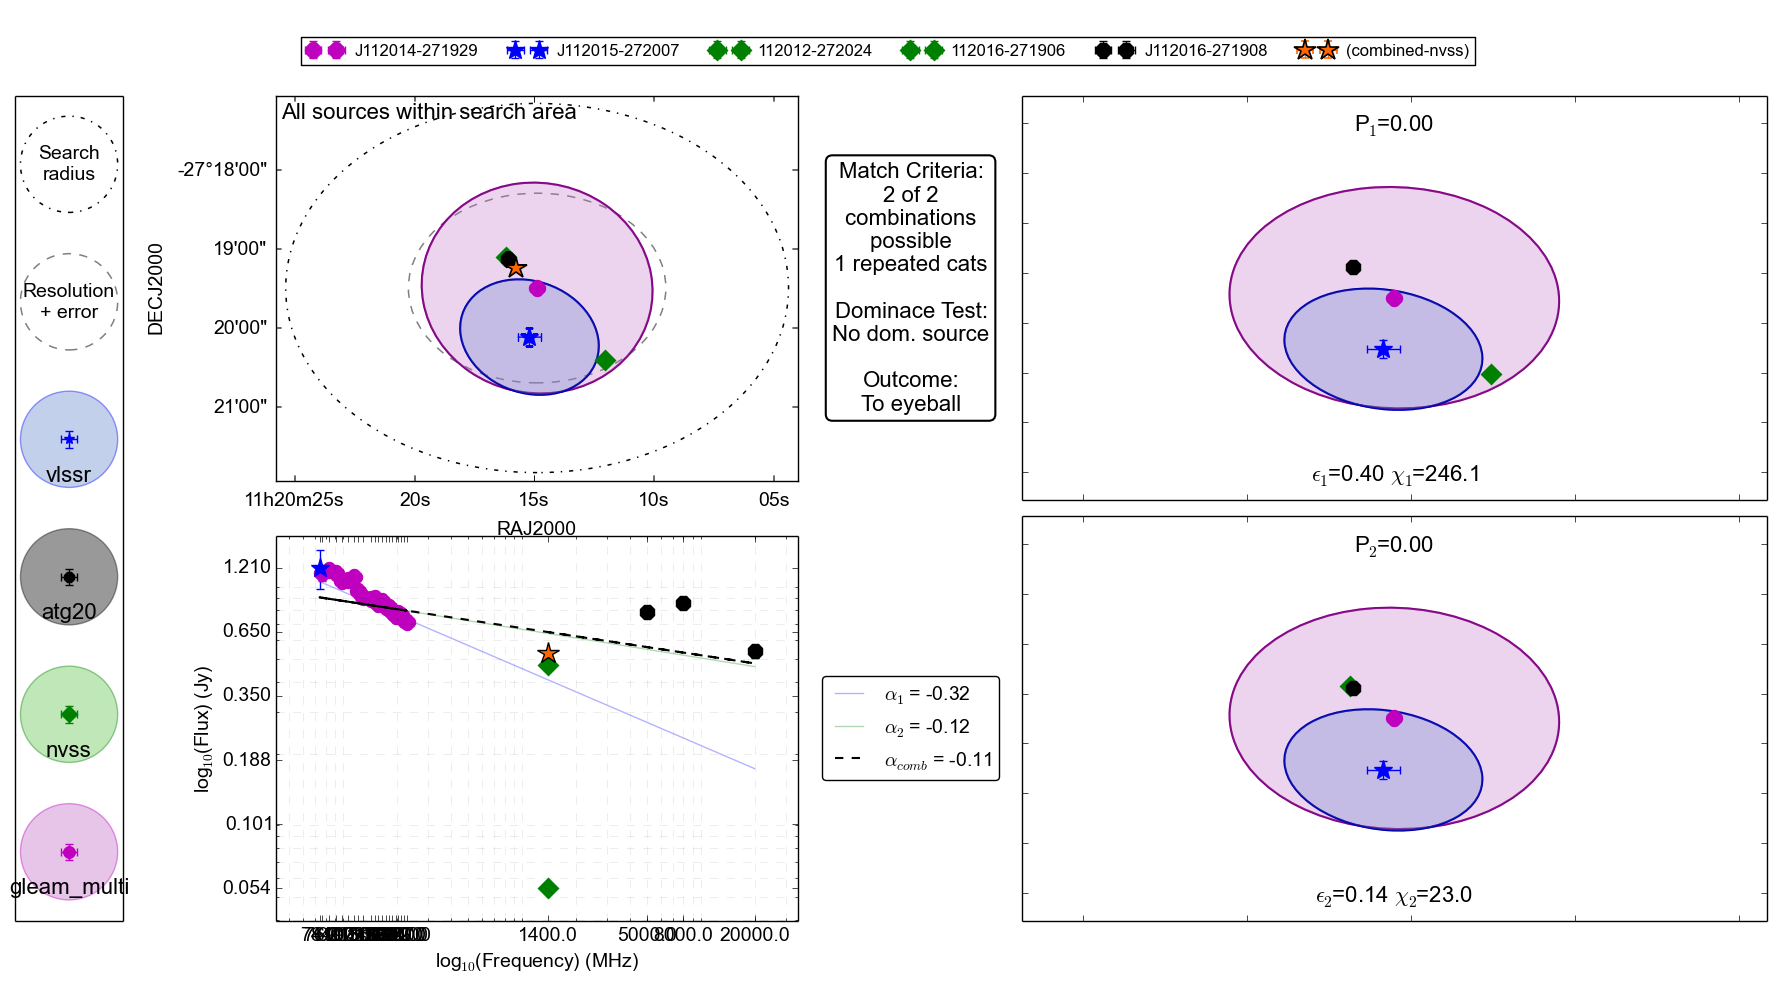 J112014-271929 J112015-272007 112012-272024 112016-271906 J112016-271908 (combined-nvss)
Search
radius
Resolution
+ error
vlssr
atg20
nvss
gleam_multi
All sources within search area
DECJ2000
-27°18'00"
19'00"
20'00"
21'00"
11h20m25s 20s 15s 10s 05s
RAJ2000
Match Criteria:
2 of 2
combinations
possible
1 repeated cats
Dominace Test:
No dom. source
Outcome:
To eyeball
P1=0.00
ϵ1=0.40 χ1=246.1
P2=0.00
ϵ2=0.14 χ2=23.0
log10(Flux) (Jy)
1.210
0.650
0.350
0.188
0.101
0.054
1400.0 5000.0 8000.0 20000.0
log10(Frequency) (MHz)
α1 = -0.32
α2 = -0.12
αcomb = -0.11